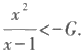 x²/(x−1) < −G.